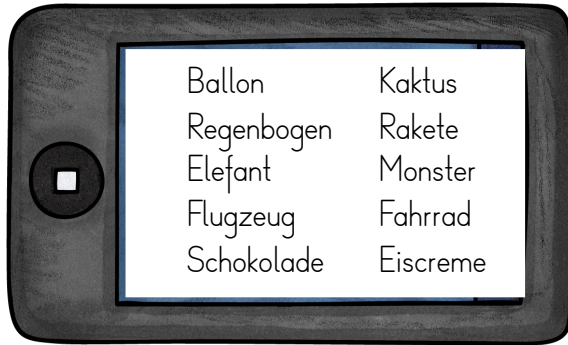 Ballon Kaktus
Regenbogen Rakete
Elefant Monster
Flugzeug Fahrrad
Schokolade Eiscreme